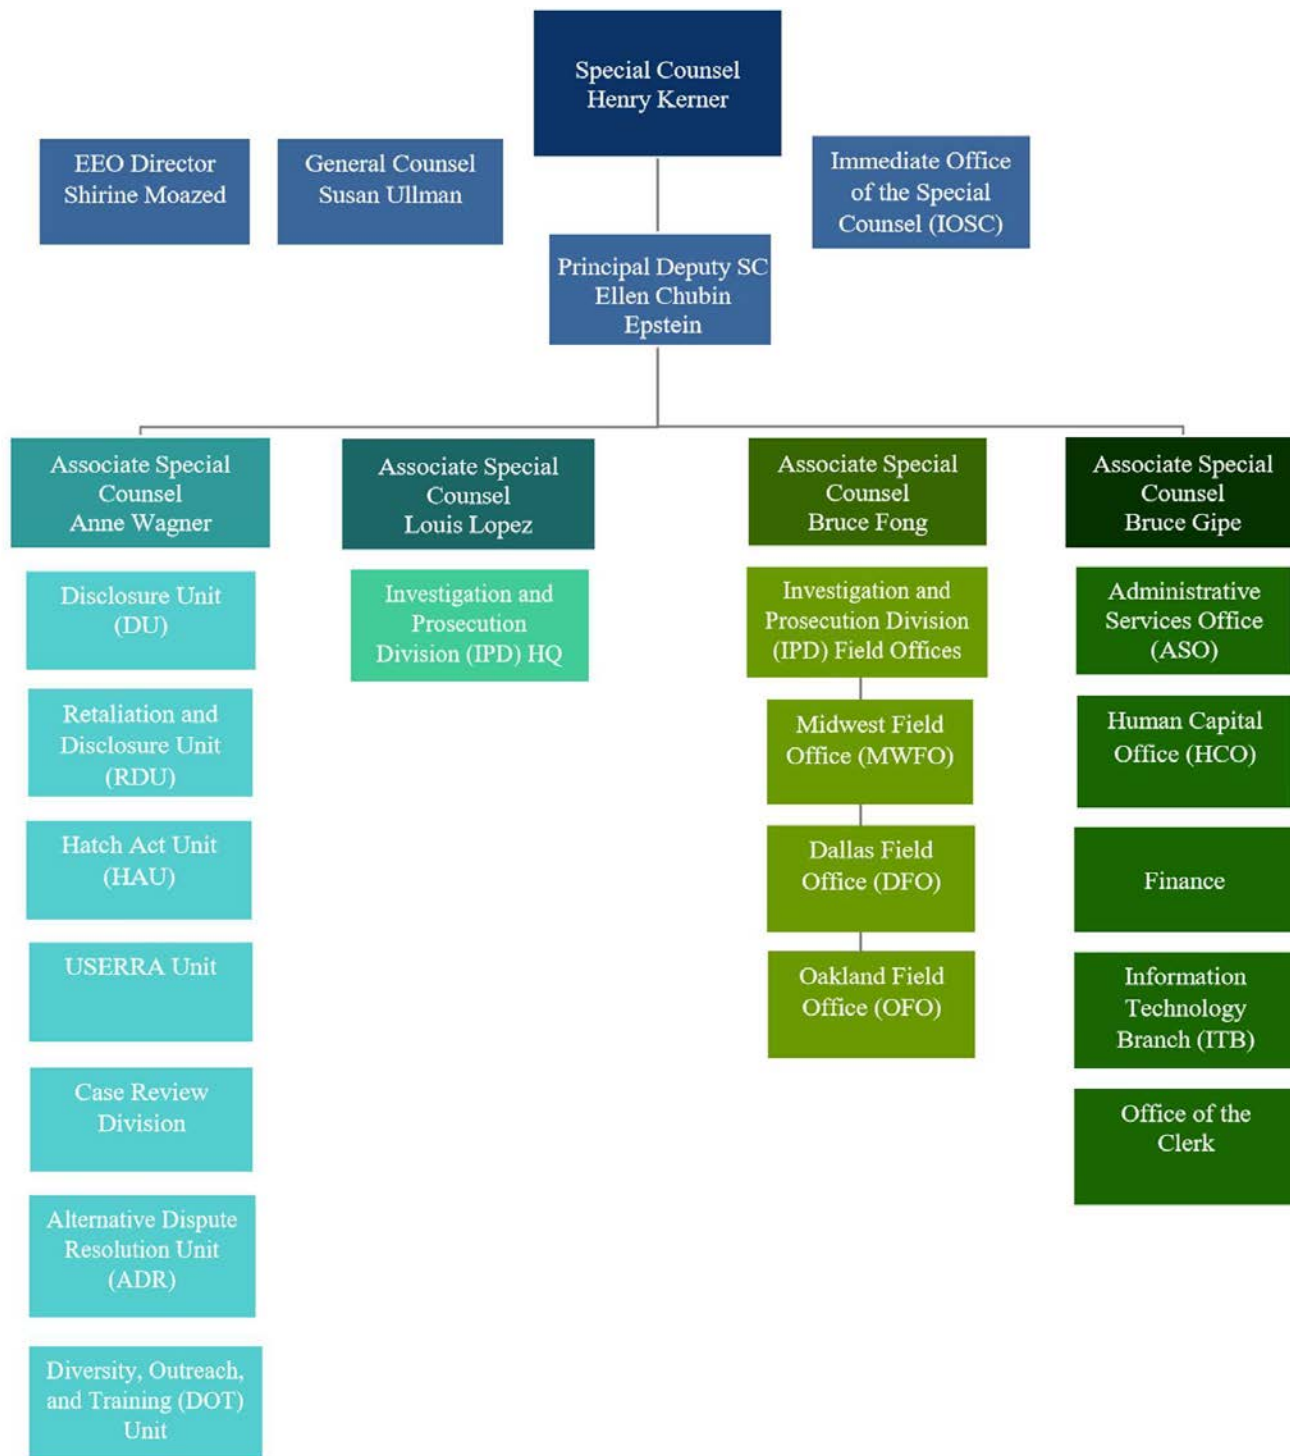 Special Counsel
Henry Kerner
EEO Director
Shirine Moazed
General Counsel
Susan Ullman
Immediate Office
of the Special
Counsel (IOSC)
Principal Deputy SC
Ellen Chubin
Epstein
Associate Special
Counsel
Anne Wagner
Disclosure Unit
(DU)
Retaliation and
Disclosure Unit
(RDU)
Hatch Act Unit
(HAU)
USERRA Unit
Case Review
Division
Alternative Dispute
Resolution Unit
(ADR)
Diversity, Outreach,
and Training (DOT)
Unit
Associate Special
Counsel
Louis Lopez
Investigation and
Prosecution
Division (IPD) HQ
Associate Special
Counsel
Bruce Fong
Investigation and
Prosecution Division
(IPD) Field Offices
Midwest Field
Office (MWFO)
Dallas Field
Office (DFO)
Oakland Field
Office (OFO)
Associate Special
Counsel
Bruce Gipe
Administrative
Services Office
(ASO)
Human Capital
Office (HCO)
Finance
Information
Technology
Branch (ITB)
Office of the
Clerk